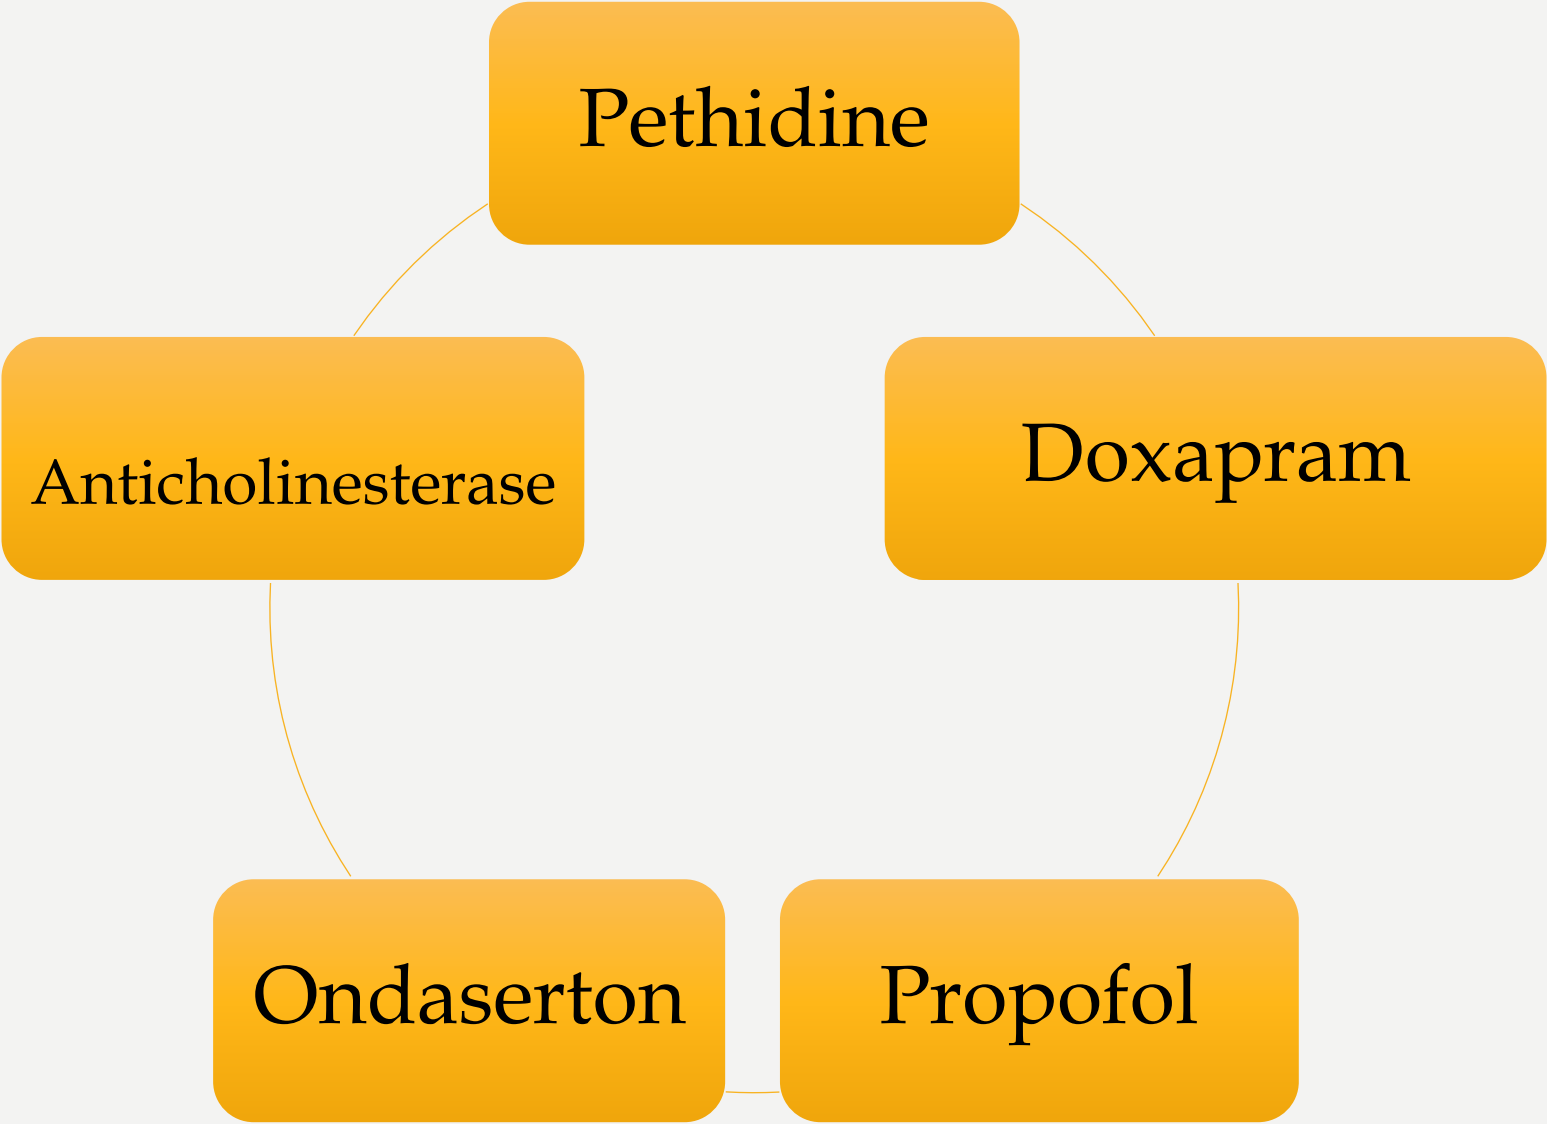 Pethidine
Anticholinesterase
Doxapram
Ondaserton
Propofol